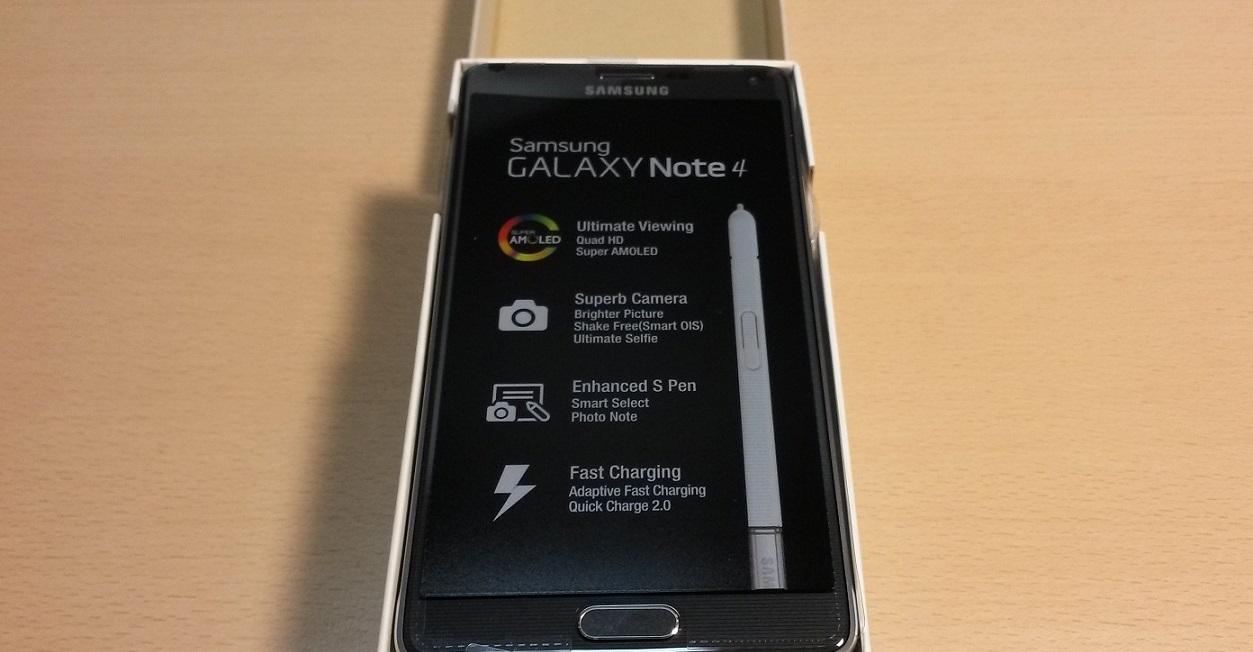 SAMSUNG
Samsung
GALAXY Note 4
SUPER
AMOLED
Ultimate Viewing
Quad HD
Super AMOLED
Superb Camera
Brighter Picture
Shake Free(Smart OIS)
Ultimate Selfie
Enhanced S Pen
Smart Select
Photo Note
Fast Charging
Adaptive Fast Charging
Quick Charge 2.0
SAM